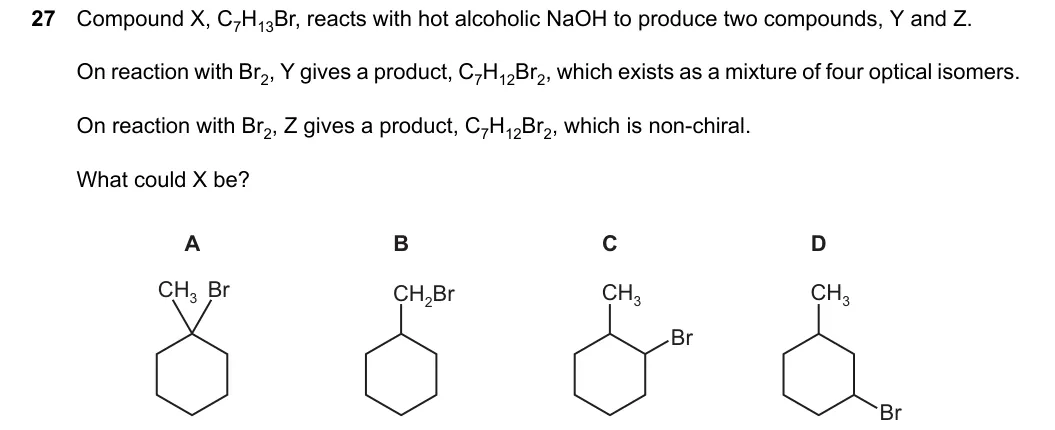 27 Compound X, C₇H₁₃Br, reacts with hot alcoholic NaOH to produce two compounds, Y and Z.
On reaction with Br₂, Y gives a product, C₇H₁₂Br₂, which exists as a mixture of four optical isomers.
On reaction with Br₂, Z gives a product, C₇H₁₂Br₂, which is non-chiral.
What could X be?
A B C D
CH₃ Br CH₂Br CH₃ CH₃
Br
Br